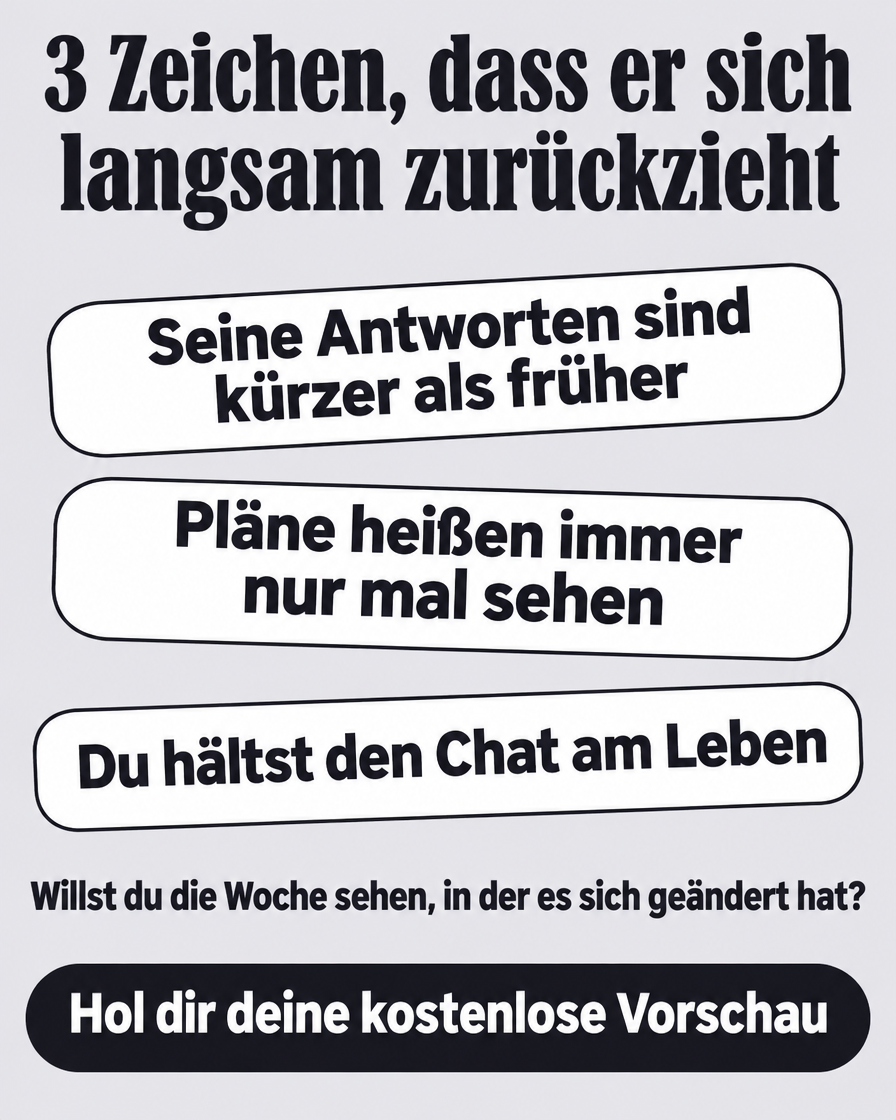 3 Zeichen, dass er sich
langsam zurückzieht
Seine Antworten sind
kürzer als früher
Pläne heißen immer
nur mal sehen
Du hältst den Chat am Leben
Willst du die Woche sehen, in der es sich geändert hat?
Hol dir deine kostenlose Vorschau